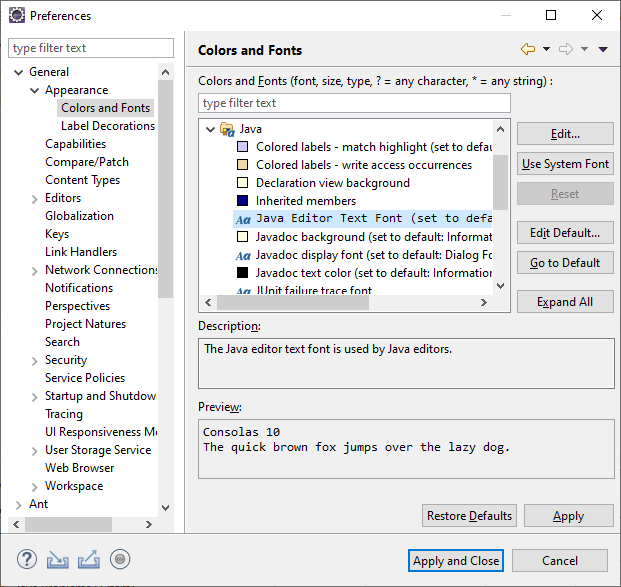 Preferences
type filter text
General
Appearance
Colors and Fonts
Label Decorations
Capabilities
Compare/Patch
Content Types
Editors
Globalization
Keys
Link Handlers
Network Connections
Notifications
Perspectives
Project Natures
Search
Security
Service Policies
Startup and Shutdown
Tracing
UI Responsiveness
User Storage Service
Web Browser
Workspace
Ant
Colors and Fonts
Colors and Fonts (font, size, type, ? = any character, * = any string) :
type filter text
Java
Colored labels - match highlight (set to defau
Colored labels - write access occurrences
Declaration view background
Inherited members
Java Editor Text Font (set to defa
Javadoc background (set to default: Informat
Javadoc display font (set to default: Dialog Fo
Javadoc text color (set to default: Information
JUnit failure trace font
Edit...
Use System Font
Reset
Edit Default...
Go to Default
Expand All
Description:
The Java editor text font is used by Java editors.
Preview:
Consolas 10
The quick brown fox jumps over the lazy dog.
Restore Defaults
Apply
Apply and Close
Cancel